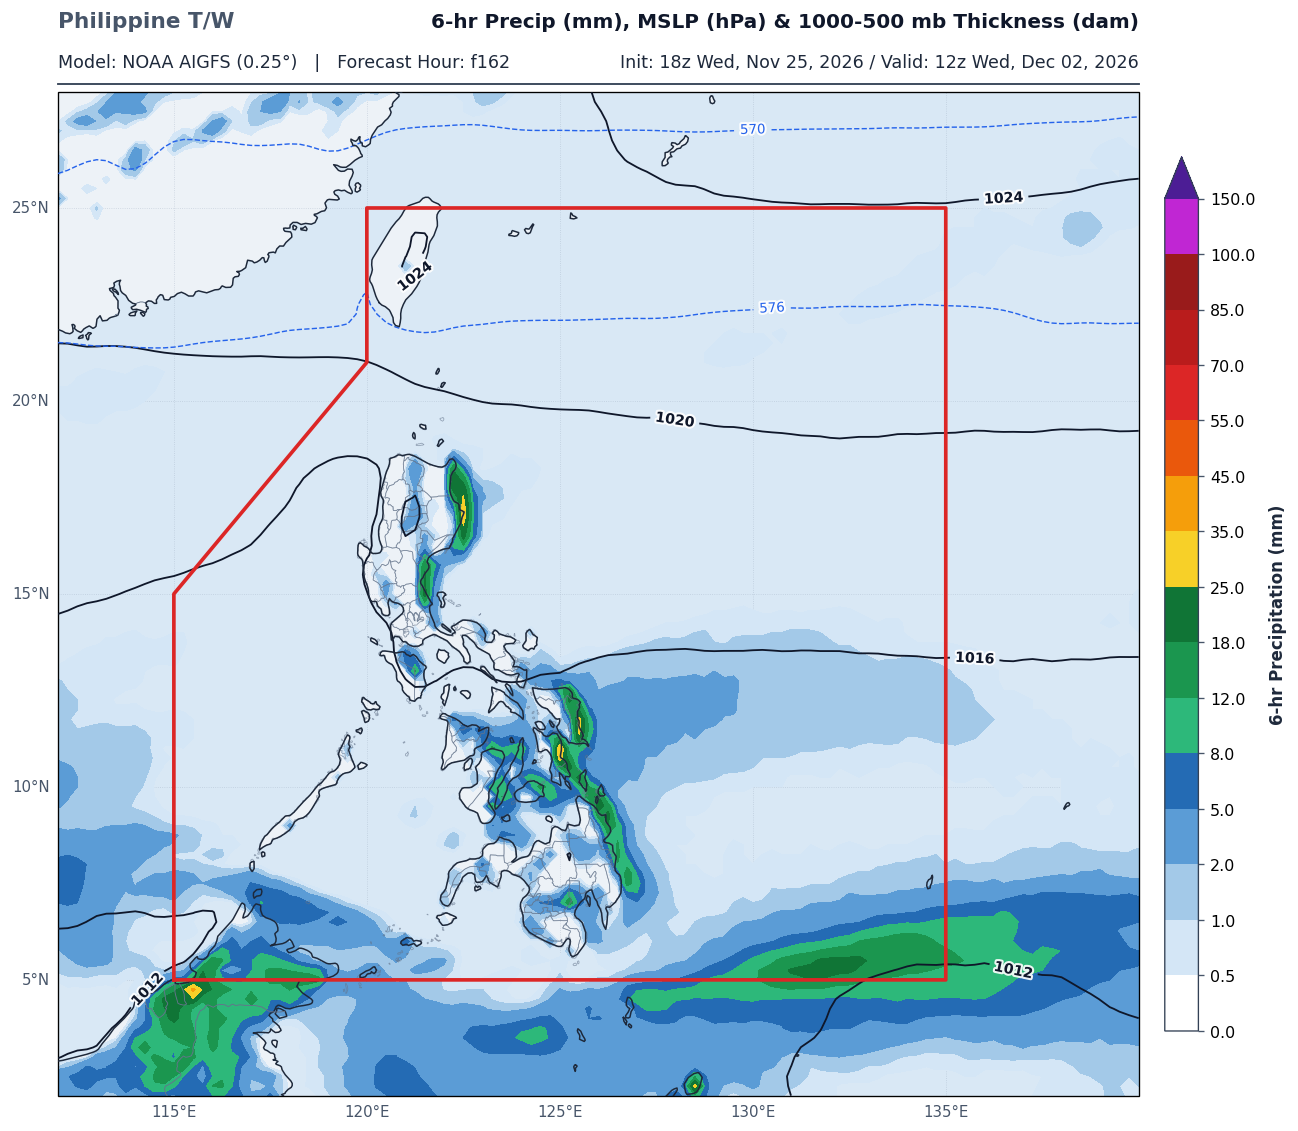 Philippine T/W
6-hr Precip (mm), MSLP (hPa) & 1000-500 mb Thickness (dam)
Model: NOAA AIGFS (0.25°)   |   Forecast Hour: f162
Init: 18z Wed, Nov 25, 2026 / Valid: 12z Wed, Dec 02, 2026
570
1024
1024
576
1020
1016
1012
1012
25°N
20°N
15°N
10°N
5°N
115°E
120°E
125°E
130°E
135°E
150.0
100.0
85.0
70.0
55.0
45.0
35.0
25.0
18.0
12.0
8.0
5.0
2.0
1.0
0.5
0.0
6-hr Precipitation (mm)